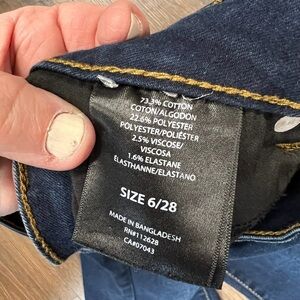 73.3% COTTON
COTON/ALGODON
22.6% POLYESTER
POLYESTER/POLIÉSTER
2.5% VISCOSE/
VISCOSA
1.6% ELASTANE
ÉLASTHANNE/ELASTANO
SIZE 6/28
MADE IN BANGLADESH
RN#112628
CA#07043